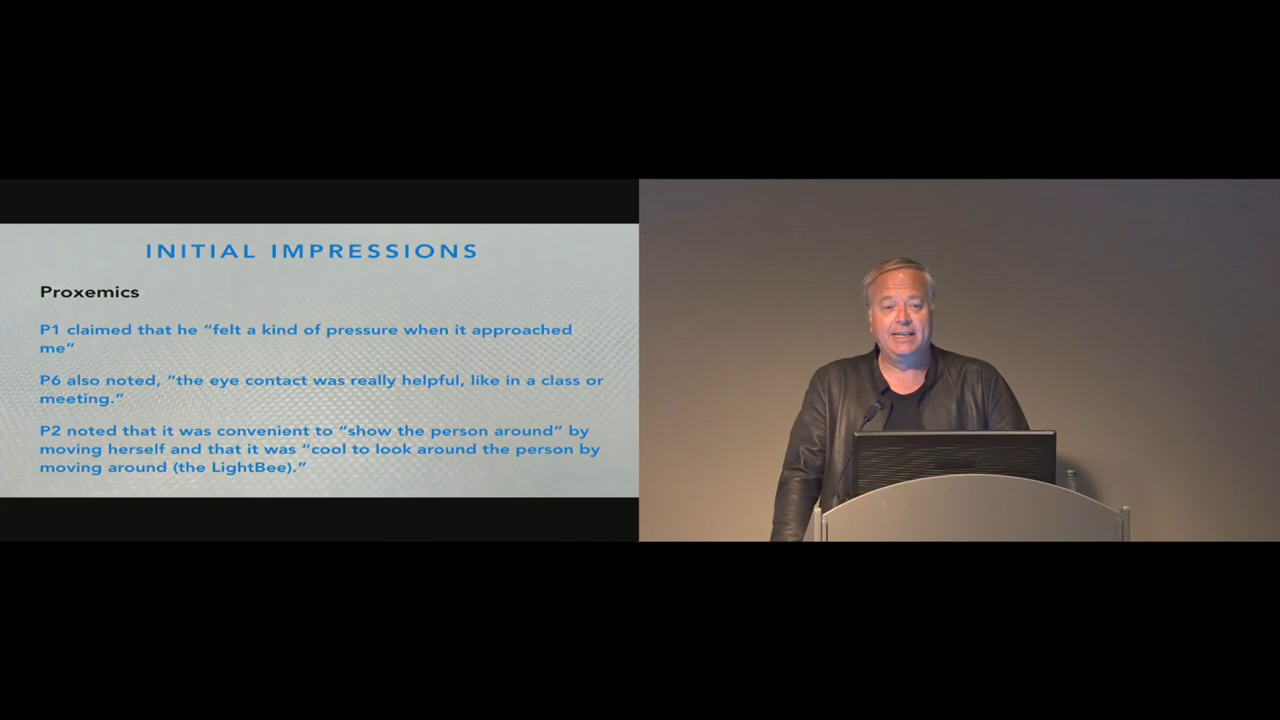 INITIAL IMPRESSIONS
Proxemics
P1 claimed that he “felt a kind of pressure when it approached
me”
P6 also noted, “the eye contact was really helpful, like in a class or
meeting.”
P2 noted that it was convenient to “show the person around” by
moving herself and that it was “cool to look around the person by
moving around (the LightBee).”